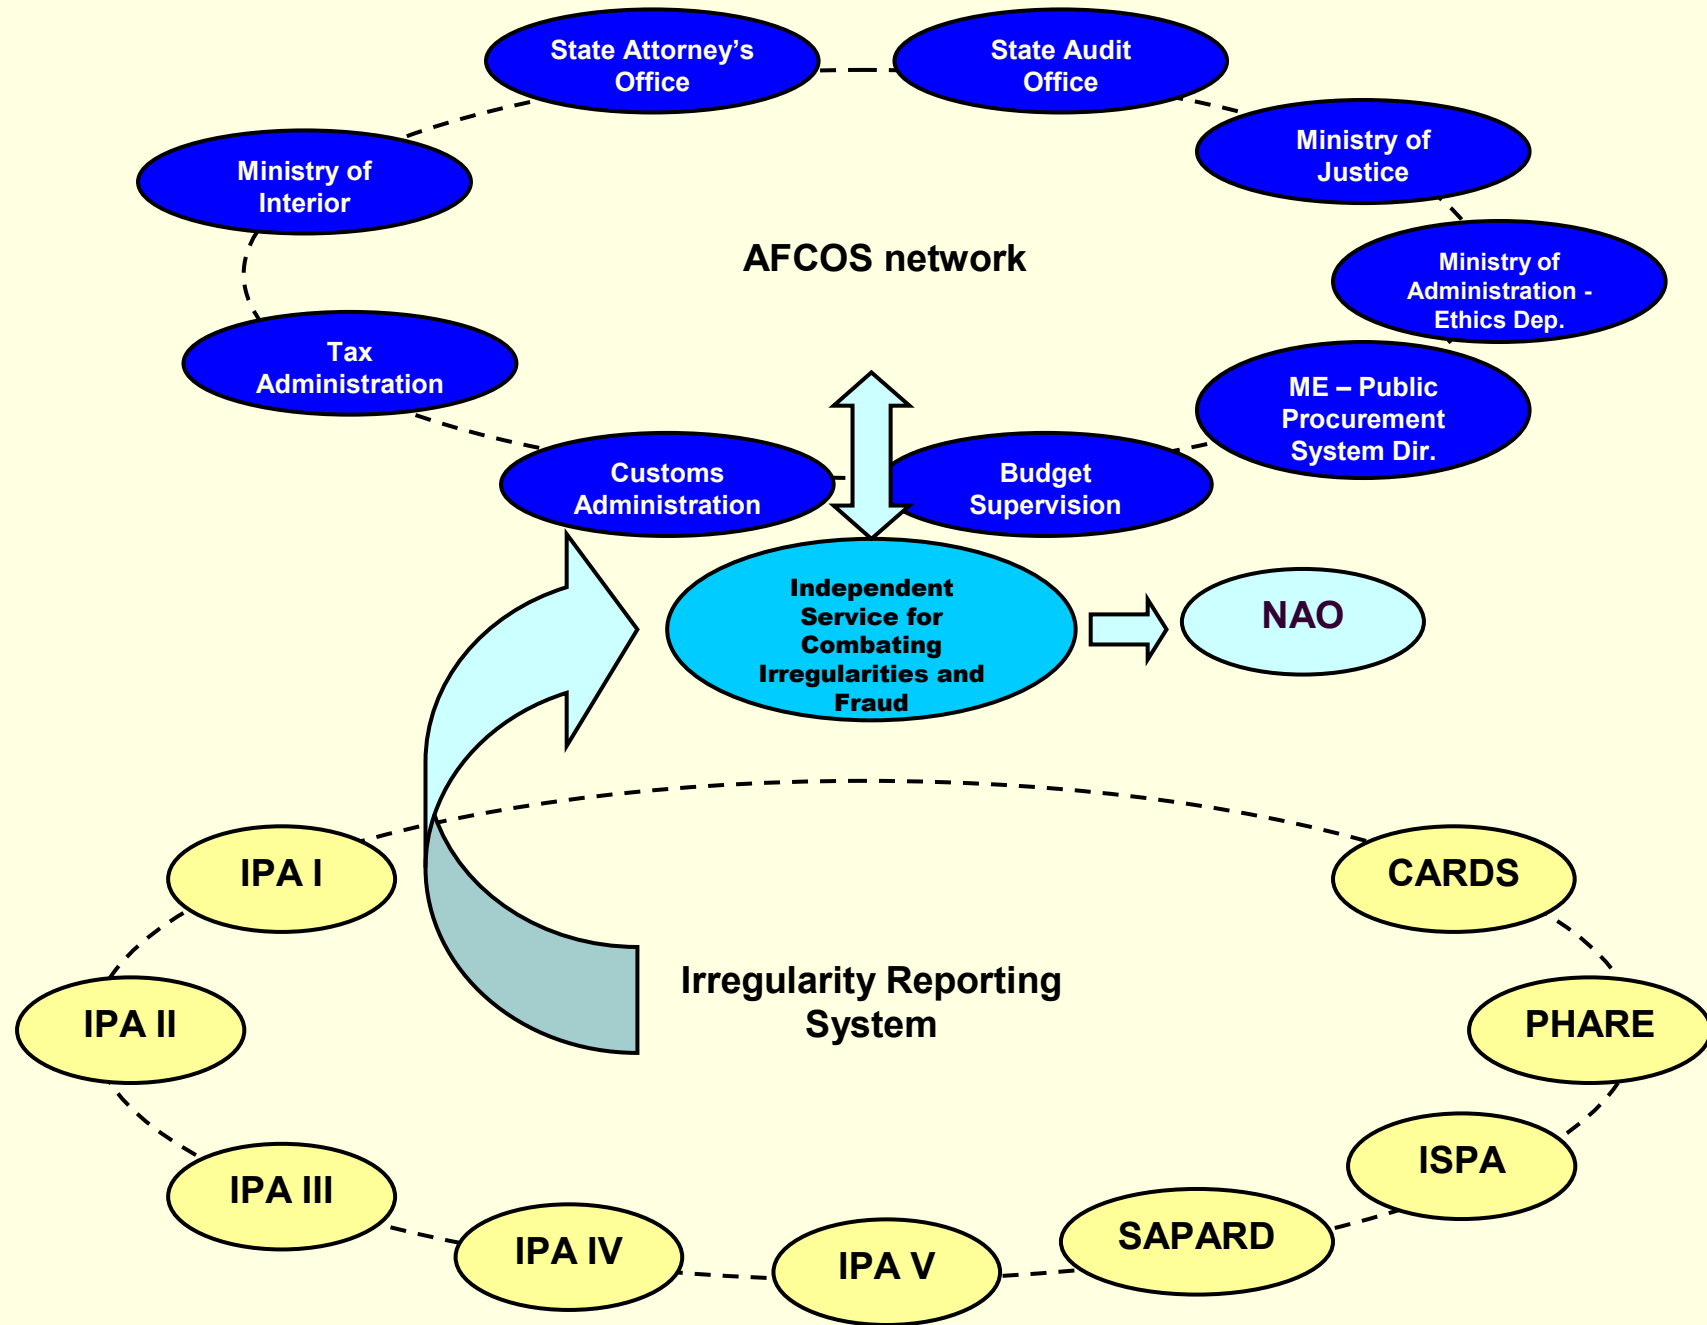 State Attorney’s
Office
State Audit
Office
Ministry of
Interior
Ministry of
Justice
AFCOS network
Ministry of
Administration -
Ethics Dep.
Tax
Administration
ME – Public
Procurement
System Dir.
Customs
Administration
Budget
Supervision
Independent
Service for
Combating
Irregularities and
Fraud
NAO
IPA I
CARDS
Irregularity Reporting
System
IPA II
PHARE
IPA III
ISPA
IPA IV
IPA V
SAPARD